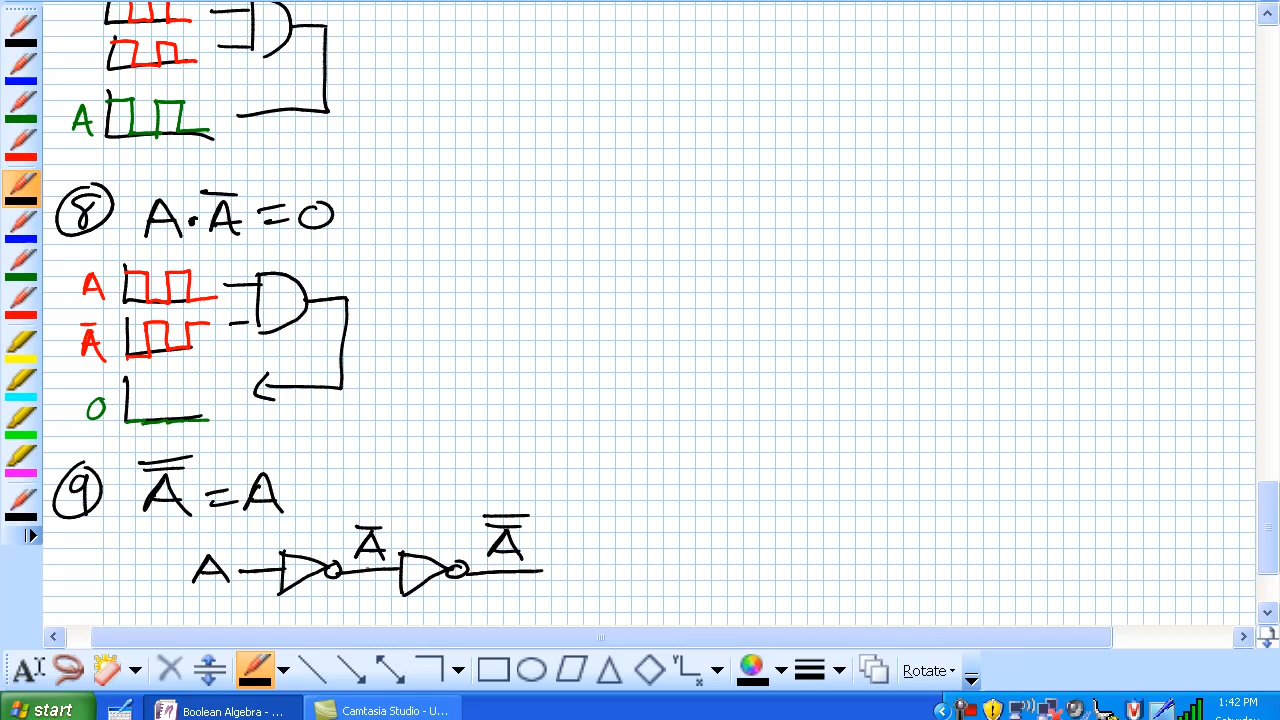 A
⑧ A · A̅ = 0
A
A̅
0
⑨ A̿ = A
A A̅ A̿
Rotate
start
Boolean Algebra - ...
Camtasia Studio - U...
1:42 PM